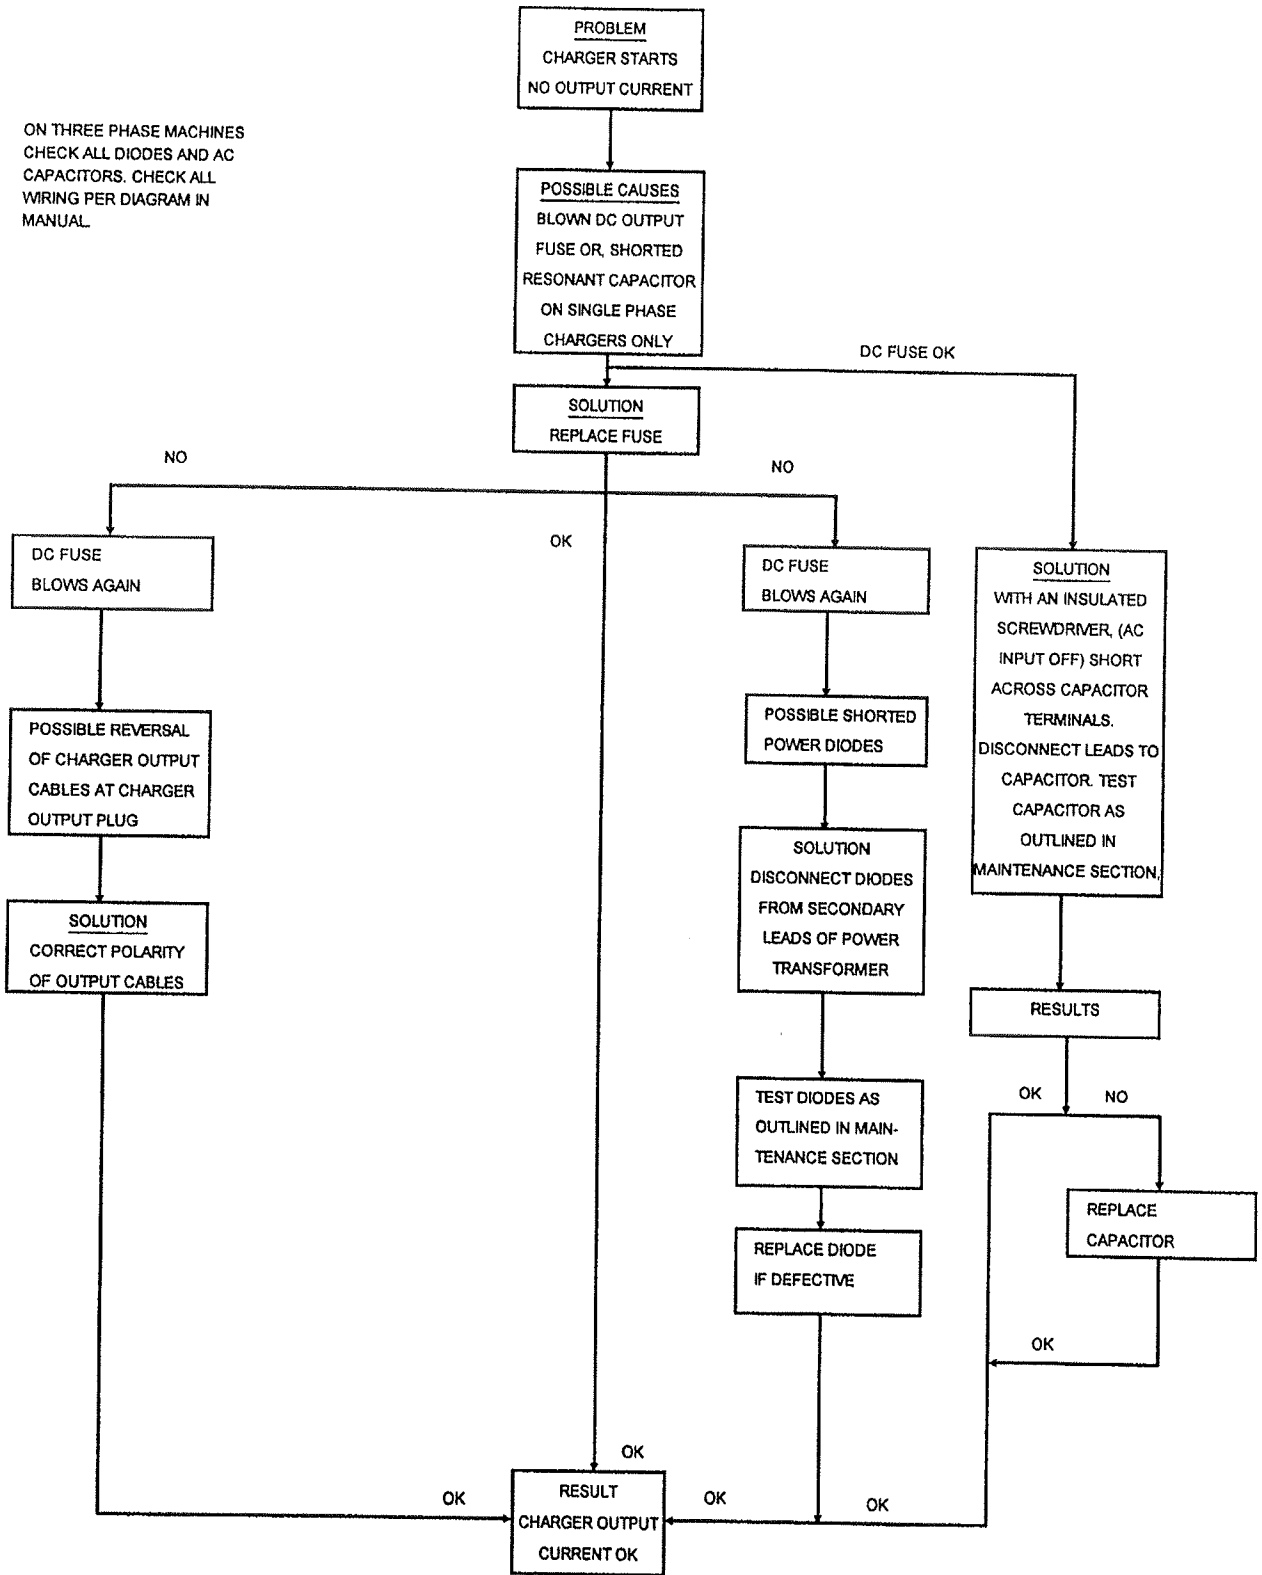 PROBLEM
CHARGER STARTS
NO OUTPUT CURRENT
ON THREE PHASE MACHINES
CHECK ALL DIODES AND AC
CAPACITORS. CHECK ALL
WIRING PER DIAGRAM IN
MANUAL.
POSSIBLE CAUSES
BLOWN DC OUTPUT
FUSE OR, SHORTED
RESONANT CAPACITOR
ON SINGLE PHASE
CHARGERS ONLY
DC FUSE OK
SOLUTION
REPLACE FUSE
NO
NO
OK
DC FUSE
BLOWS AGAIN
POSSIBLE REVERSAL
OF CHARGER OUTPUT
CABLES AT CHARGER
OUTPUT PLUG
SOLUTION
CORRECT POLARITY
OF OUTPUT CABLES
DC FUSE
BLOWS AGAIN
POSSIBLE SHORTED
POWER DIODES
SOLUTION
DISCONNECT DIODES
FROM SECONDARY
LEADS OF POWER
TRANSFORMER
TEST DIODES AS
OUTLINED IN MAIN-
TENANCE SECTION
REPLACE DIODE
IF DEFECTIVE
SOLUTION
WITH AN INSULATED
SCREWDRIVER, (AC
INPUT OFF) SHORT
ACROSS CAPACITOR
TERMINALS.
DISCONNECT LEADS TO
CAPACITOR. TEST
CAPACITOR AS
OUTLINED IN
MAINTENANCE SECTION,
RESULTS
OK
NO
REPLACE
CAPACITOR
OK
OK
OK
OK
OK
RESULT
CHARGER OUTPUT
CURRENT OK